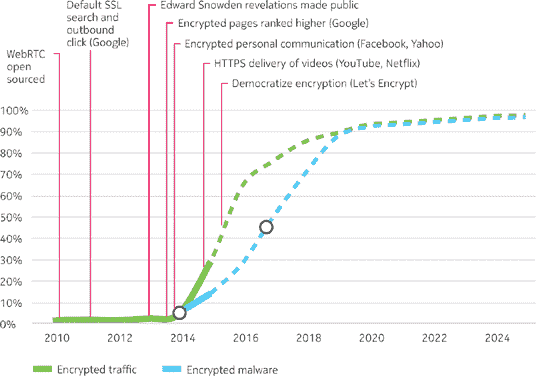 Default SSL
search and
outbound
click (Google)
Edward Snowden revelations made public
Encrypted pages ranked higher (Google)
Encrypted personal communication (Facebook, Yahoo)
WebRTC
open
sourced
HTTPS delivery of videos (YouTube, Netflix)
Democratize encryption (Let's Encrypt)
100%
90%
80%
70%
60%
50%
40%
30%
20%
10%
0%
2010 2012 2014 2016 2018 2020 2022 2024
Encrypted traffic Encrypted malware